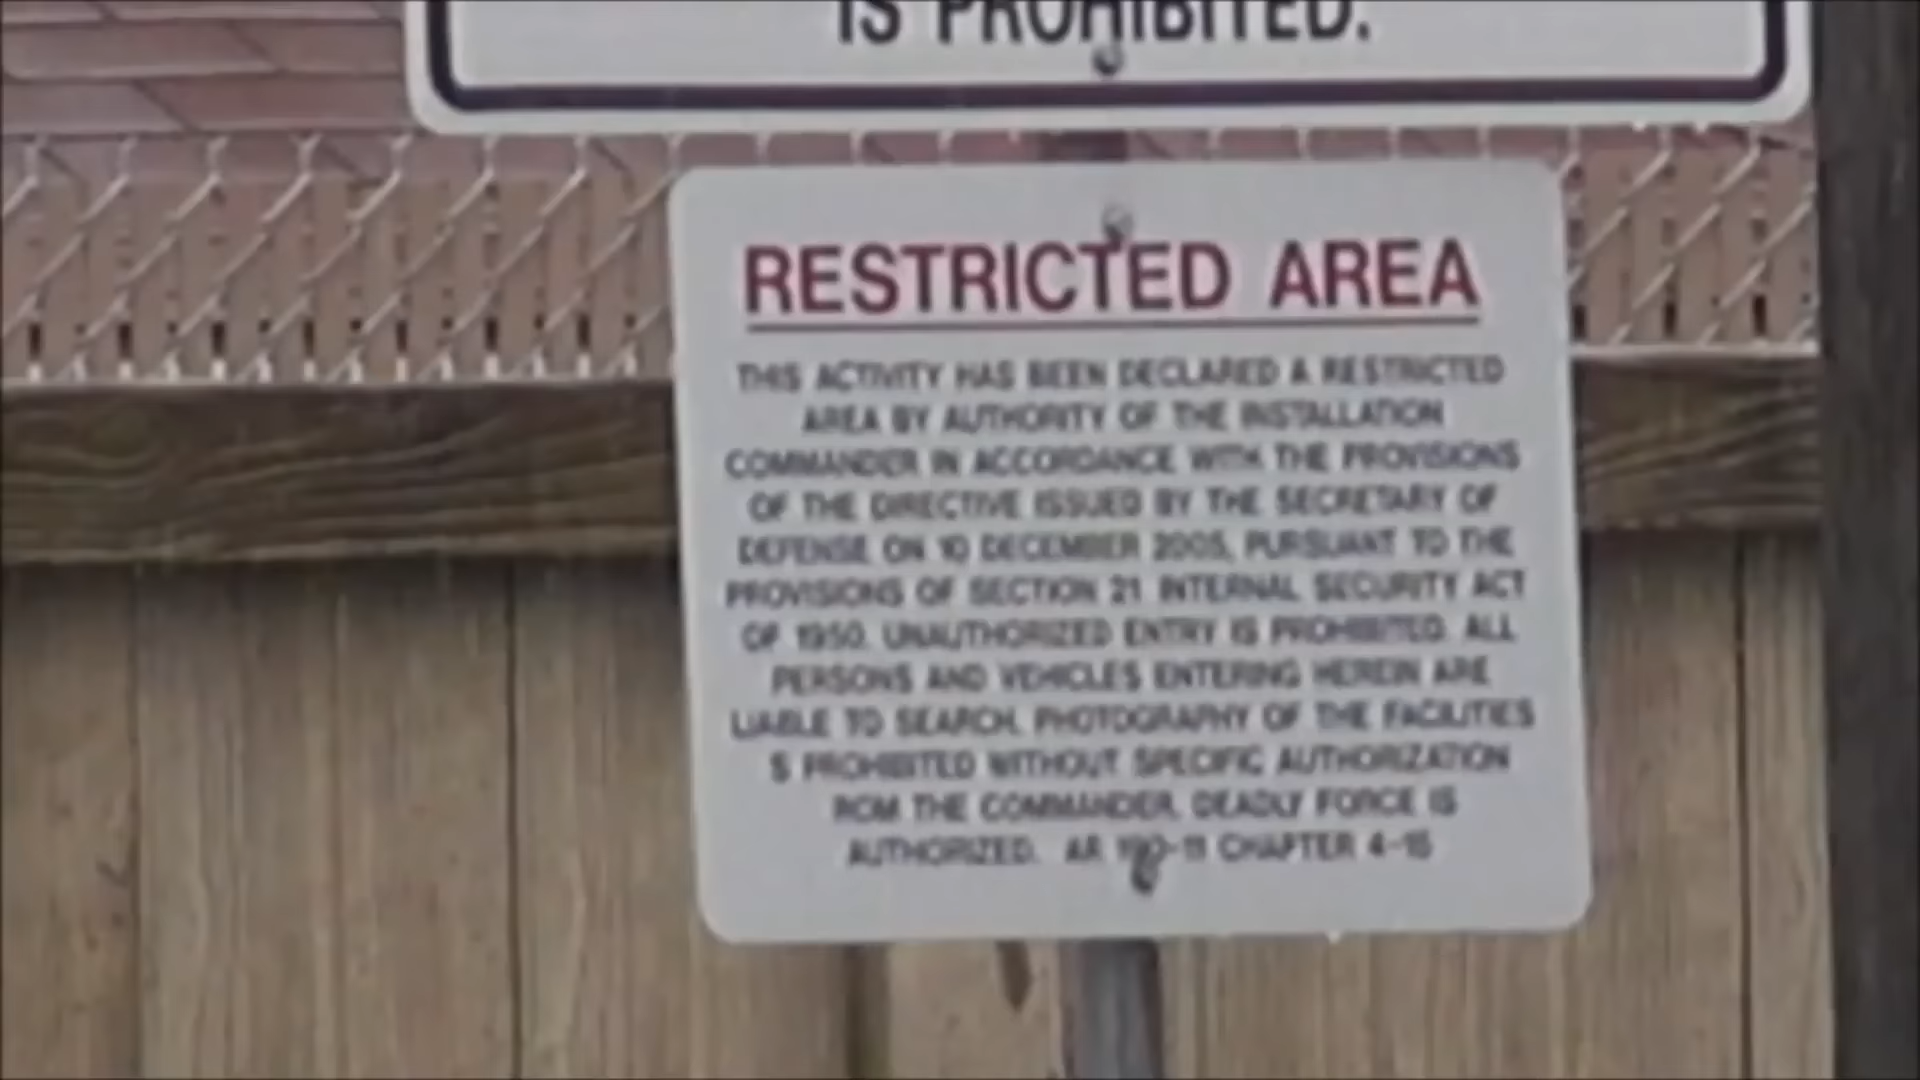 IS PROHIBITED.
RESTRICTED AREA
THIS ACTIVITY HAS BEEN DECLARED A RESTRICTED
AREA BY AUTHORITY OF THE INSTALLATION
COMMANDER IN ACCORDANCE WITH THE PROVISIONS
OF THE DIRECTIVE ISSUED BY THE SECRETARY OF
DEFENSE ON 10 DECEMBER 2005, PURSUANT TO THE
PROVISIONS OF SECTION 21 INTERNAL SECURITY ACT
OF 1950. UNAUTHORIZED ENTRY IS PROHIBITED. ALL
PERSONS AND VEHICLES ENTERING HEREIN ARE
LIABLE TO SEARCH. PHOTOGRAPHY OF THE FACILITIES
S PROHIBITED WITHOUT SPECIFIC AUTHORIZATION
ROM THE COMMANDER. DEADLY FORCE IS
AUTHORIZED. AR 190-11 CHAPTER 4-15